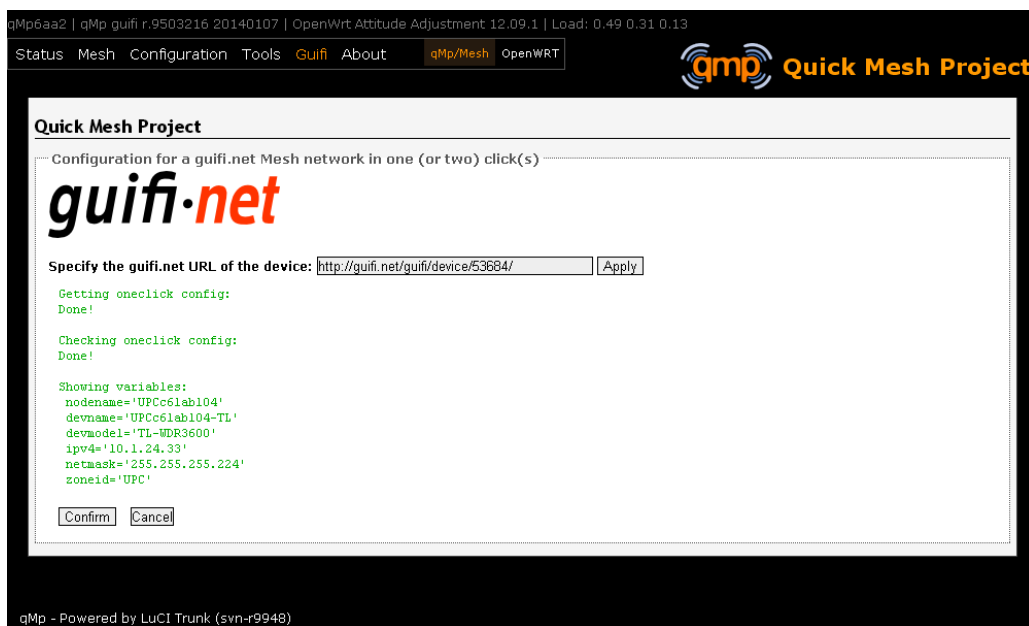 qMp6aa2 | qMp guifi r.9503216 20140107 | OpenWrt Attitude Adjustment 12.09.1 | Load: 0.49 0.31 0.13
Status Mesh Configuration Tools Guifi About qMp/Mesh OpenWRT
qmp Quick Mesh Project
Quick Mesh Project
Configuration for a guifi.net Mesh network in one (or two) click(s)
guifi·net
Specify the guifi.net URL of the device: http://guifi.net/guifi/device/53684/ Apply
Getting oneclick config:
Done!
Checking oneclick config:
Done!
Showing variables:
nodename='UPCc6lab104'
devname='UPCc6lab104-TL'
devmodel='TL-WDR3600'
ipv4='10.1.24.33'
netmask='255.255.255.224'
zoneid='UPC'
Confirm Cancel
qMp - Powered by LuCI Trunk (svn-r9948)